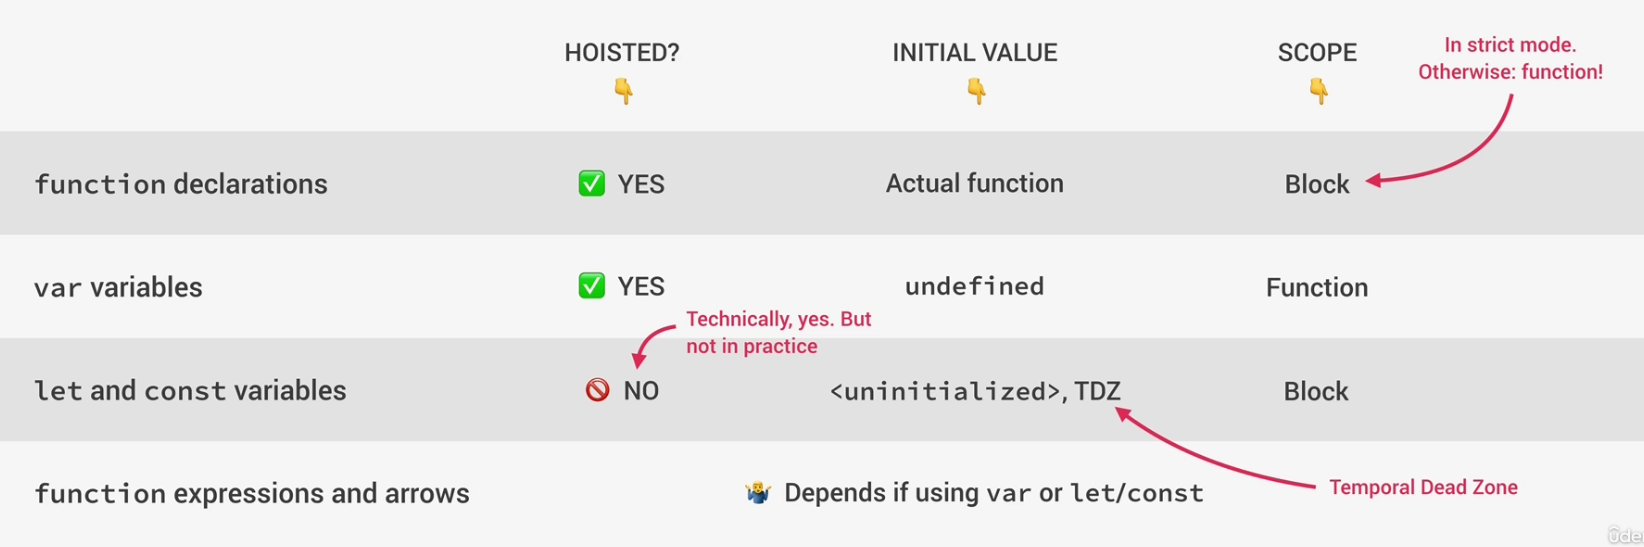 HOISTED? INITIAL VALUE SCOPE
In strict mode.
Otherwise: function!
function declarations YES Actual function Block
var variables YES undefined Function
Technically, yes. But
not in practice
let and const variables NO <uninitialized>, TDZ Block
function expressions and arrows Depends if using var or let/const
Temporal Dead Zone